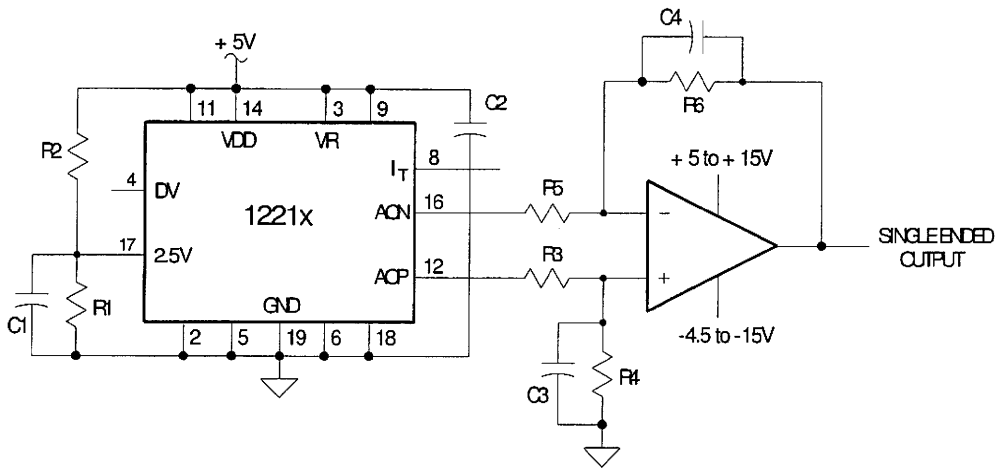 C4
+ 5V
R6
11
14
3
9
C2
VDD
VR
R2
IT
8
+ 5 to + 15V
4
DV
1221x
AON
16
R5
−
SINGLE ENDED
OUTPUT
17
2.5V
R3
AOP
12
+
GND
C1
R1
2
5
19
6
18
-4.5 to -15V
C3
R4